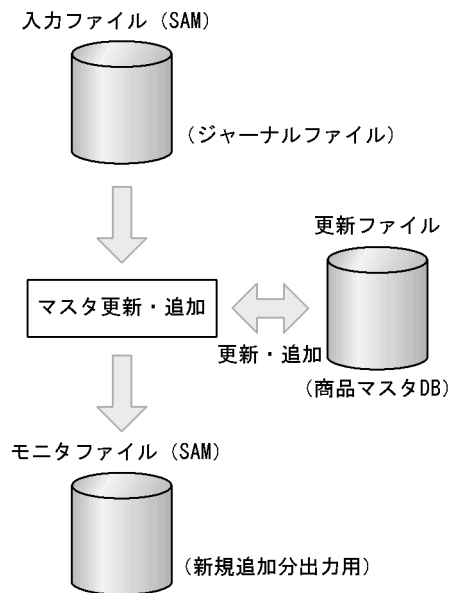 入力ファイル（SAM）
（ジャーナルファイル）
更新ファイル
マスタ更新・追加
更新・追加
（商品マスタDB）
モニタファイル（SAM）
（新規追加分出力用）